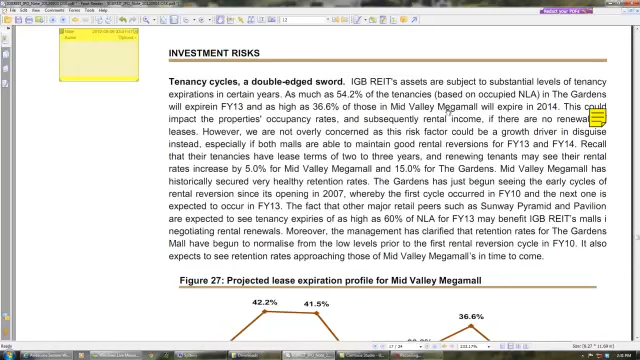 INVESTMENT RISKS
Tenancy cycles, a double-edged sword. IGB REIT's assets are subject to substantial levels of tenancy
expirations in certain years. As much as 54.2% of the tenancies (based on occupied NLA) in The Gardens
will expirein FY13 and as high as 36.6% of those in Mid Valley Megamall will expire in 2014. This could
impact the properties' occupancy rates, and subsequently rental income, if there are no renewa
leases. However, we are not overly concerned as this risk factor could be a growth driver in disguise
instead, especially if both malls are able to maintain good rental reversions for FY13 and FY14. Recall
that their tenancies have lease terms of two to three years, and renewing tenants may see their rental
rates increase by 5.0% for Mid Valley Megamall and 15.0% for The Gardens. Mid Valley Megamall has
historically secured very healthy retention rates. The Gardens has just begun seeing the early cycles of
rental reversion since its opening in 2007, whereby the first cycle occurred in FY10 and the next one is
expected to occur in FY13. The fact that other major retail peers such as Sunway Pyramid and Pavilion
are expected to see tenancy expiries of as high as 60% of NLA for FY13 may benefit IGB REIT's malls i
negotiating rental renewals. Moreover, the management has clarified that retention rates for The Gardens
Mall have begun to normalise from the low levels prior to the first rental reversion cycle in FY10. It also
expects to see retention rates approaching those of Mid Valley Megamall's in time to come.
Figure 27: Projected lease expiration profile for Mid Valley Megamall
42.2%
41.5%
36.6%
17 / 24
233.17%
Ready
Downloads
Recording...